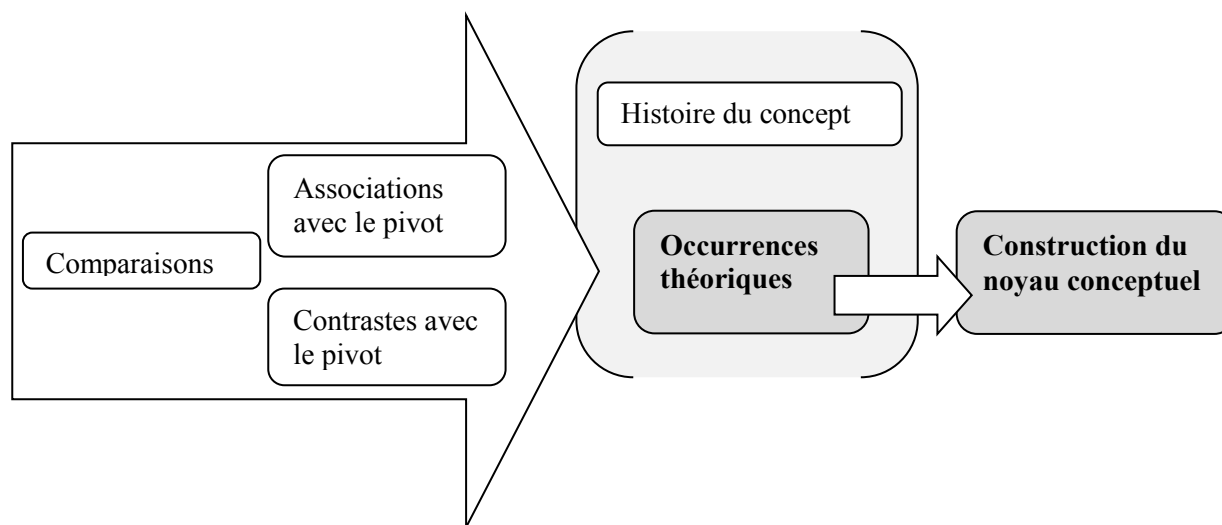 Comparaisons
Associations
avec le pivot
Contrastes avec
le pivot
Histoire du concept
Occurrences
théoriques
Construction du
noyau conceptuel